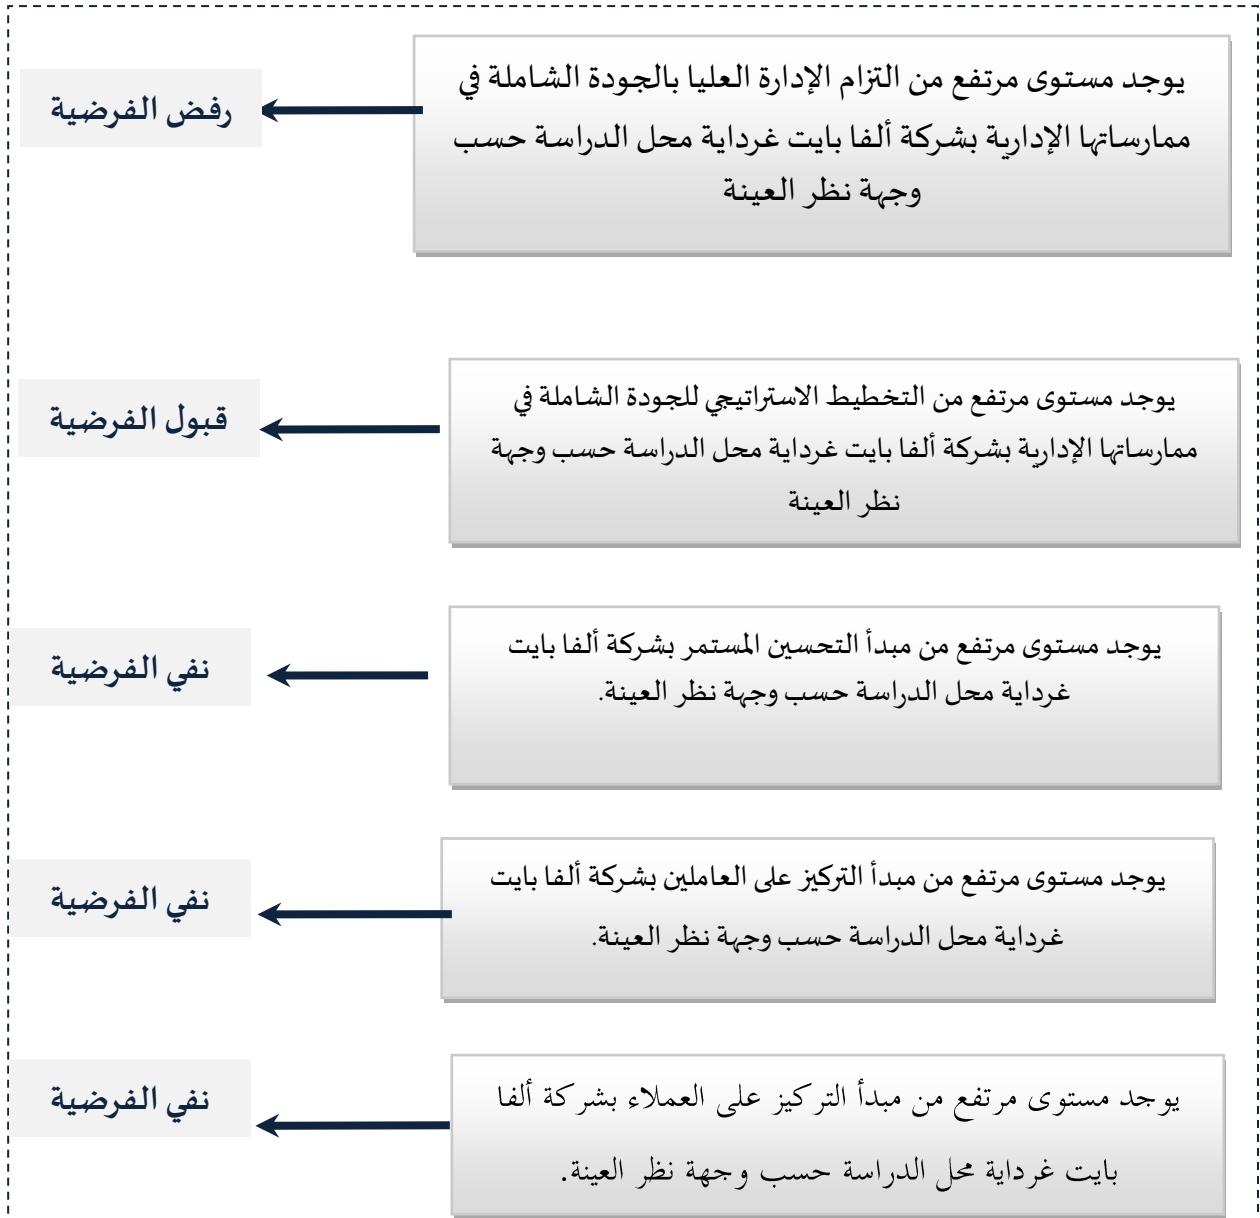 يوجد مستوى مرتفع من التزام الإدارة العليا بالجودة الشاملة في
ممارساتها الإدارية بشركة ألفا بايت غرداية محل الدراسة حسب
وجهة نظر العينة
رفض الفرضية
يوجد مستوى مرتفع من التخطيط الاستراتيجي للجودة الشاملة في
ممارساتها الإدارية بشركة ألفا بايت غرداية محل الدراسة حسب وجهة
نظر العينة
قبول الفرضية
يوجد مستوى مرتفع من مبدأ التحسين المستمر بشركة ألفا بايت
غرداية محل الدراسة حسب وجهة نظر العينة.
نفي الفرضية
يوجد مستوى مرتفع من مبدأ التركيز على العاملين بشركة ألفا بايت
غرداية محل الدراسة حسب وجهة نظر العينة.
نفي الفرضية
يوجد مستوى مرتفع من مبدأ التركيز على العملاء بشركة ألفا
بايت غرداية محل الدراسة حسب وجهة نظر العينة.
نفي الفرضية